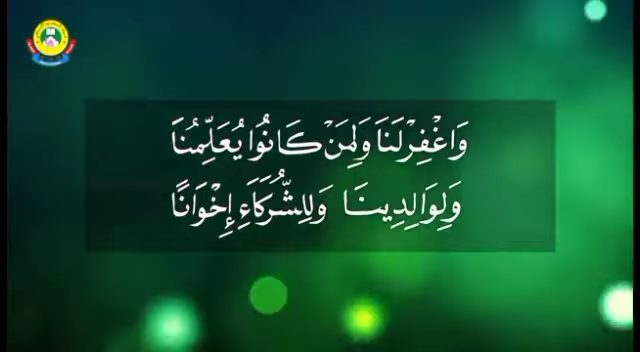 وَاغْفِرْلَنَا وَلِمَنْ كَانُوا يُعَلِّمُنَا
وَلِوَالِدِينَا وَلِلشُّرَكَاءِ إِخْوَانًا